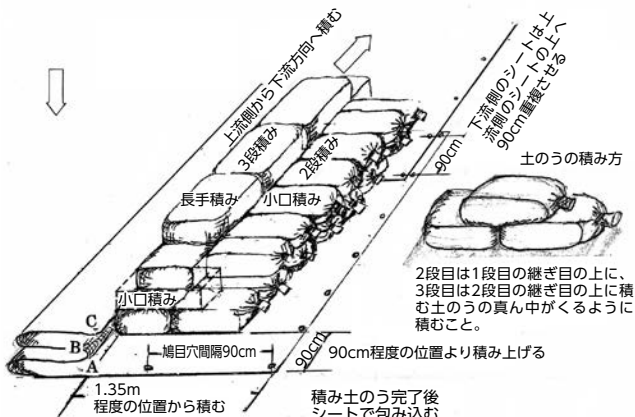 上流側から下流方向へ積む
下流側のシートは上
流側のシートの上へ
90cm重複させる
3段積み
2段積み
90cm
土のうの積み方
長手積み
小口積み
小口積み
2段目は1段目の継ぎ目の上に、
3段目は2段目の継ぎ目の上に積
む土のうの真ん中がくるように
積むこと。
C
B
A
鳩目穴間隔90cm
90cm
90cm程度の位置より積み上げる
1.35m
程度の位置から積む
積み土のう完了後
シートで包み込む